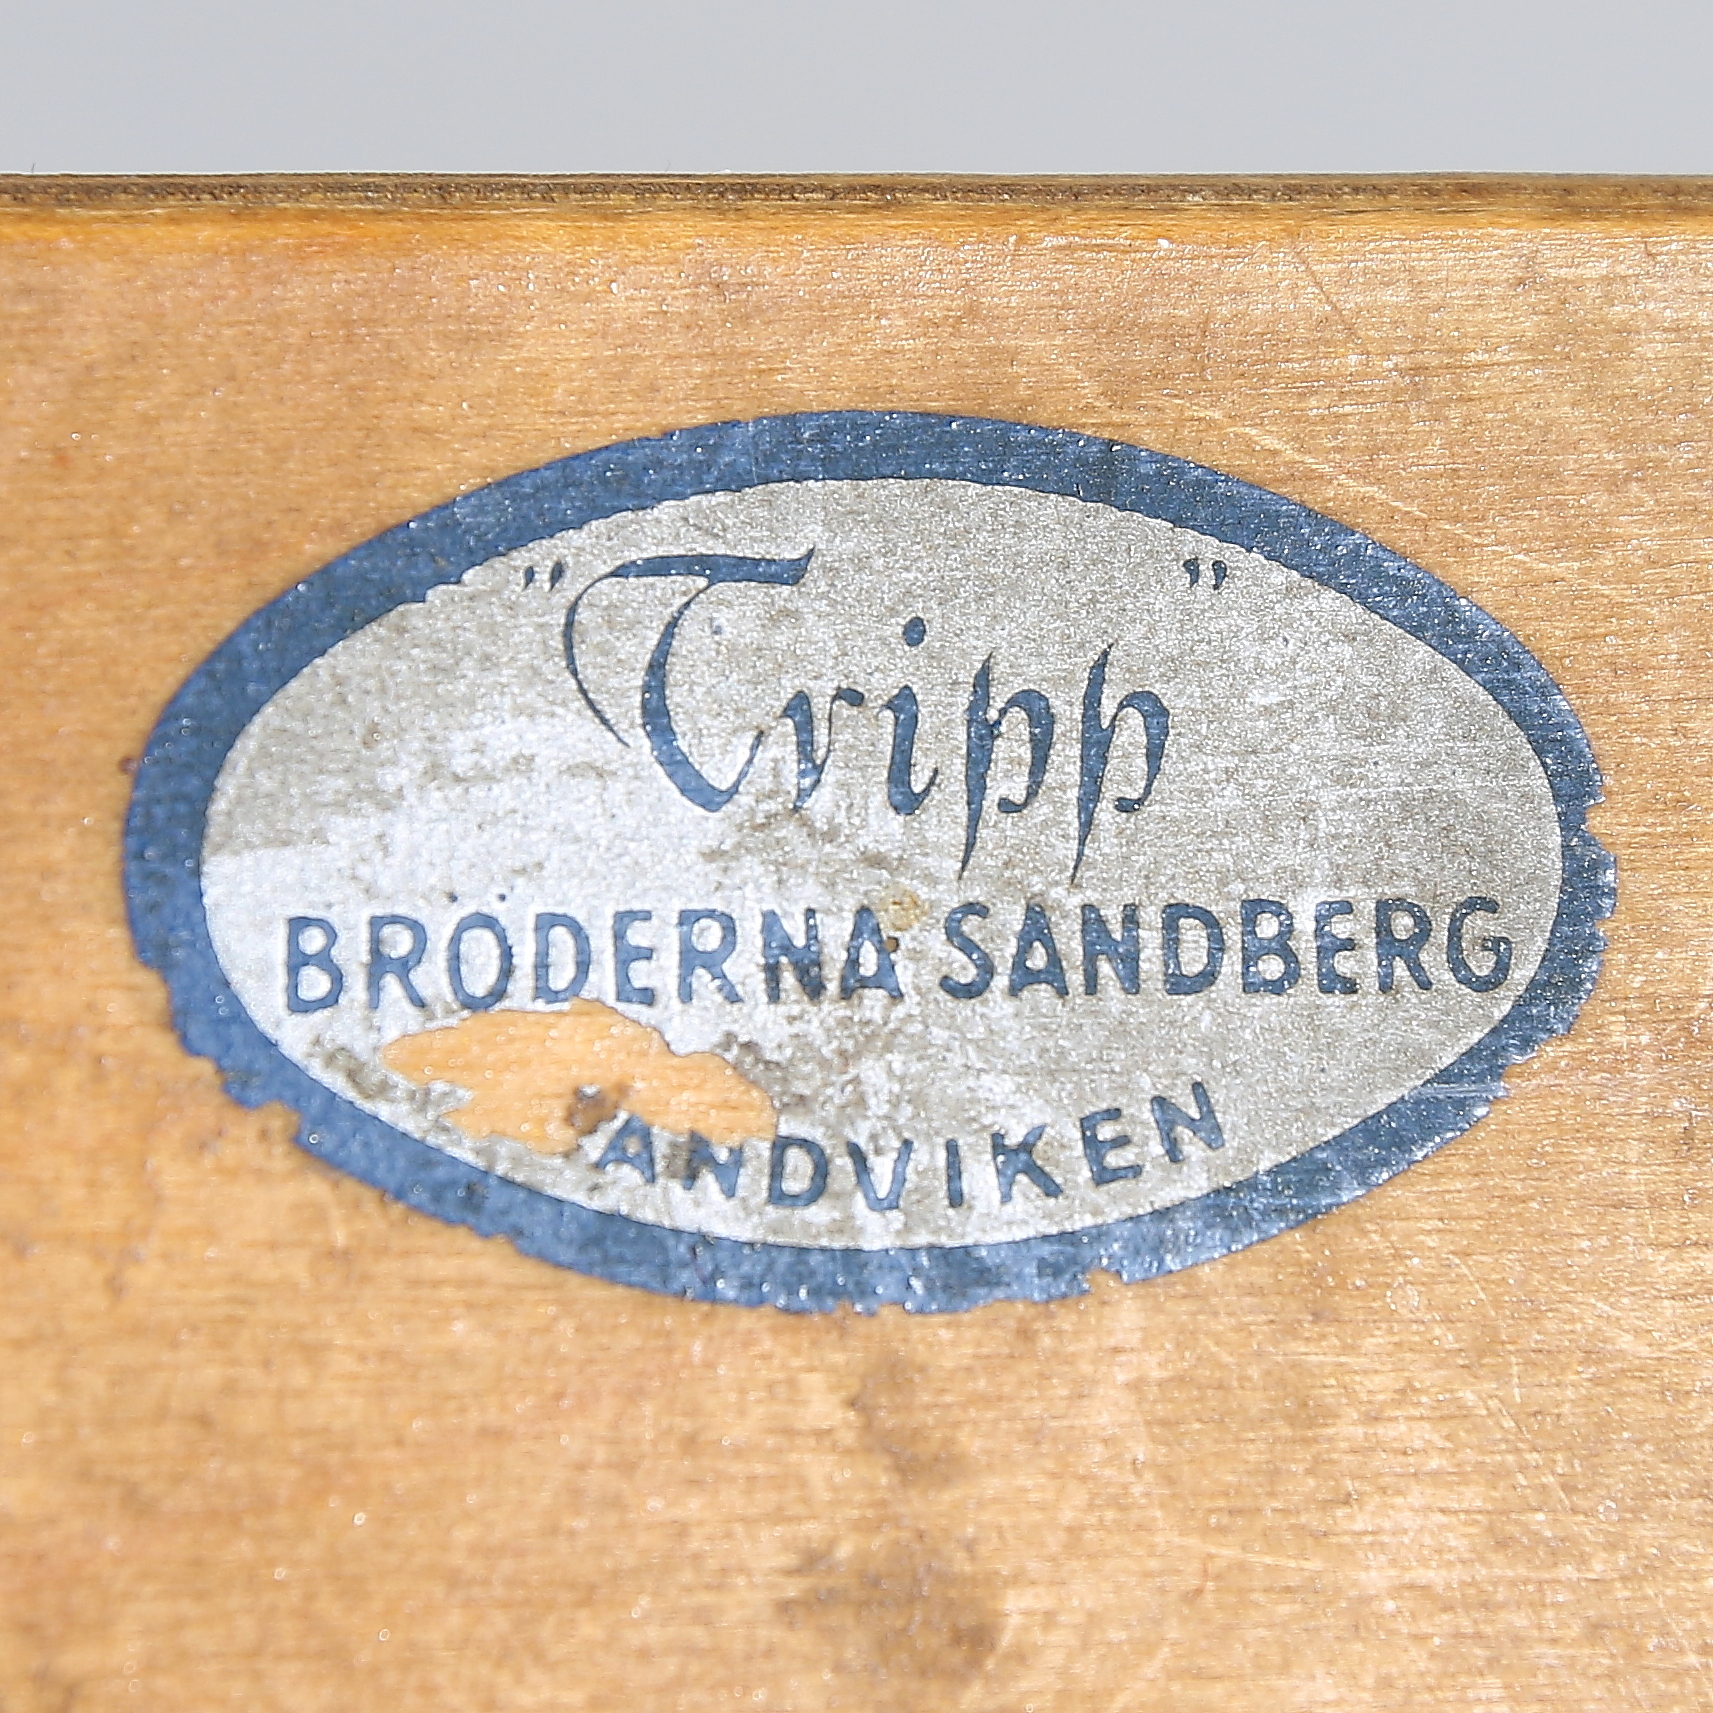 "Tripp"
BRÖDERNA SANDBERG
ANDVIKEN